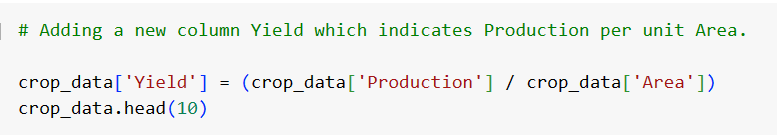 # Adding a new column Yield which indicates Production per unit Area.
crop_data['Yield'] = (crop_data['Production'] / crop_data['Area'])
crop_data.head(10)